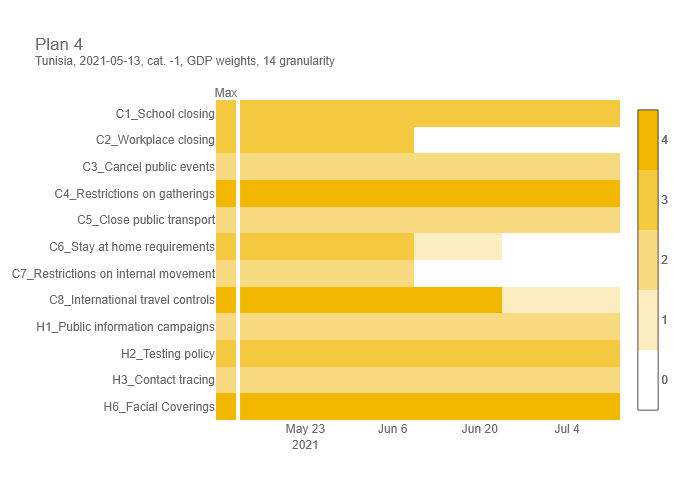 Plan 4
Tunisia, 2021-05-13, cat. -1, GDP weights, 14 granularity
Max
C1_School closing
C2_Workplace closing
C3_Cancel public events
C4_Restrictions on gatherings
C5_Close public transport
C6_Stay at home requirements
C7_Restrictions on internal movement
C8_International travel controls
H1_Public information campaigns
H2_Testing policy
H3_Contact tracing
H6_Facial Coverings
May 23
2021
Jun 6
Jun 20
Jul 4
4
3
2
1
0